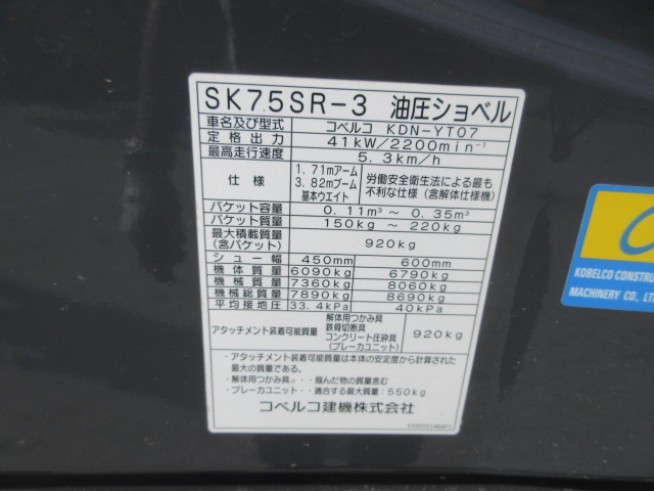 SK75SR-3 油圧ショベル
車名及び型式 コベルコ KDN-YT07
定格出力 41kW/2200min⁻¹
最高走行速度 5.3km/h
仕様 1.71mアーム 3.82mブーム 基本ウエイト 労働安全衛生法による最も不利な仕様(含解体仕様機)
バケット容量 0.11m³ ~ 0.35m³
バケット質量 150kg ~ 220kg
最大積載質量 (含バケット) 920kg
シュー幅 450mm 600mm
機体質量 6090kg 6790kg
機械質量 7360kg 8060kg
機械総質量 7890kg 8690kg
平均接地圧 33.4kPa 40kPa
アタッチメント装着可能質量 解体用つかみ具 鉄骨切断具 コンクリート圧砕具 (ブレーカユニット) 920kg
・アタッチメント装着可能質量は本体の安定度から計算された
最大の質量である。
・解体用つかみ具・・掴んだ物の質量含む
・ブレーカユニット・・適合する最大質量:550kg
コベルコ建機株式会社
KOBELCO CONSTRUC
MACHINERY CO., LT